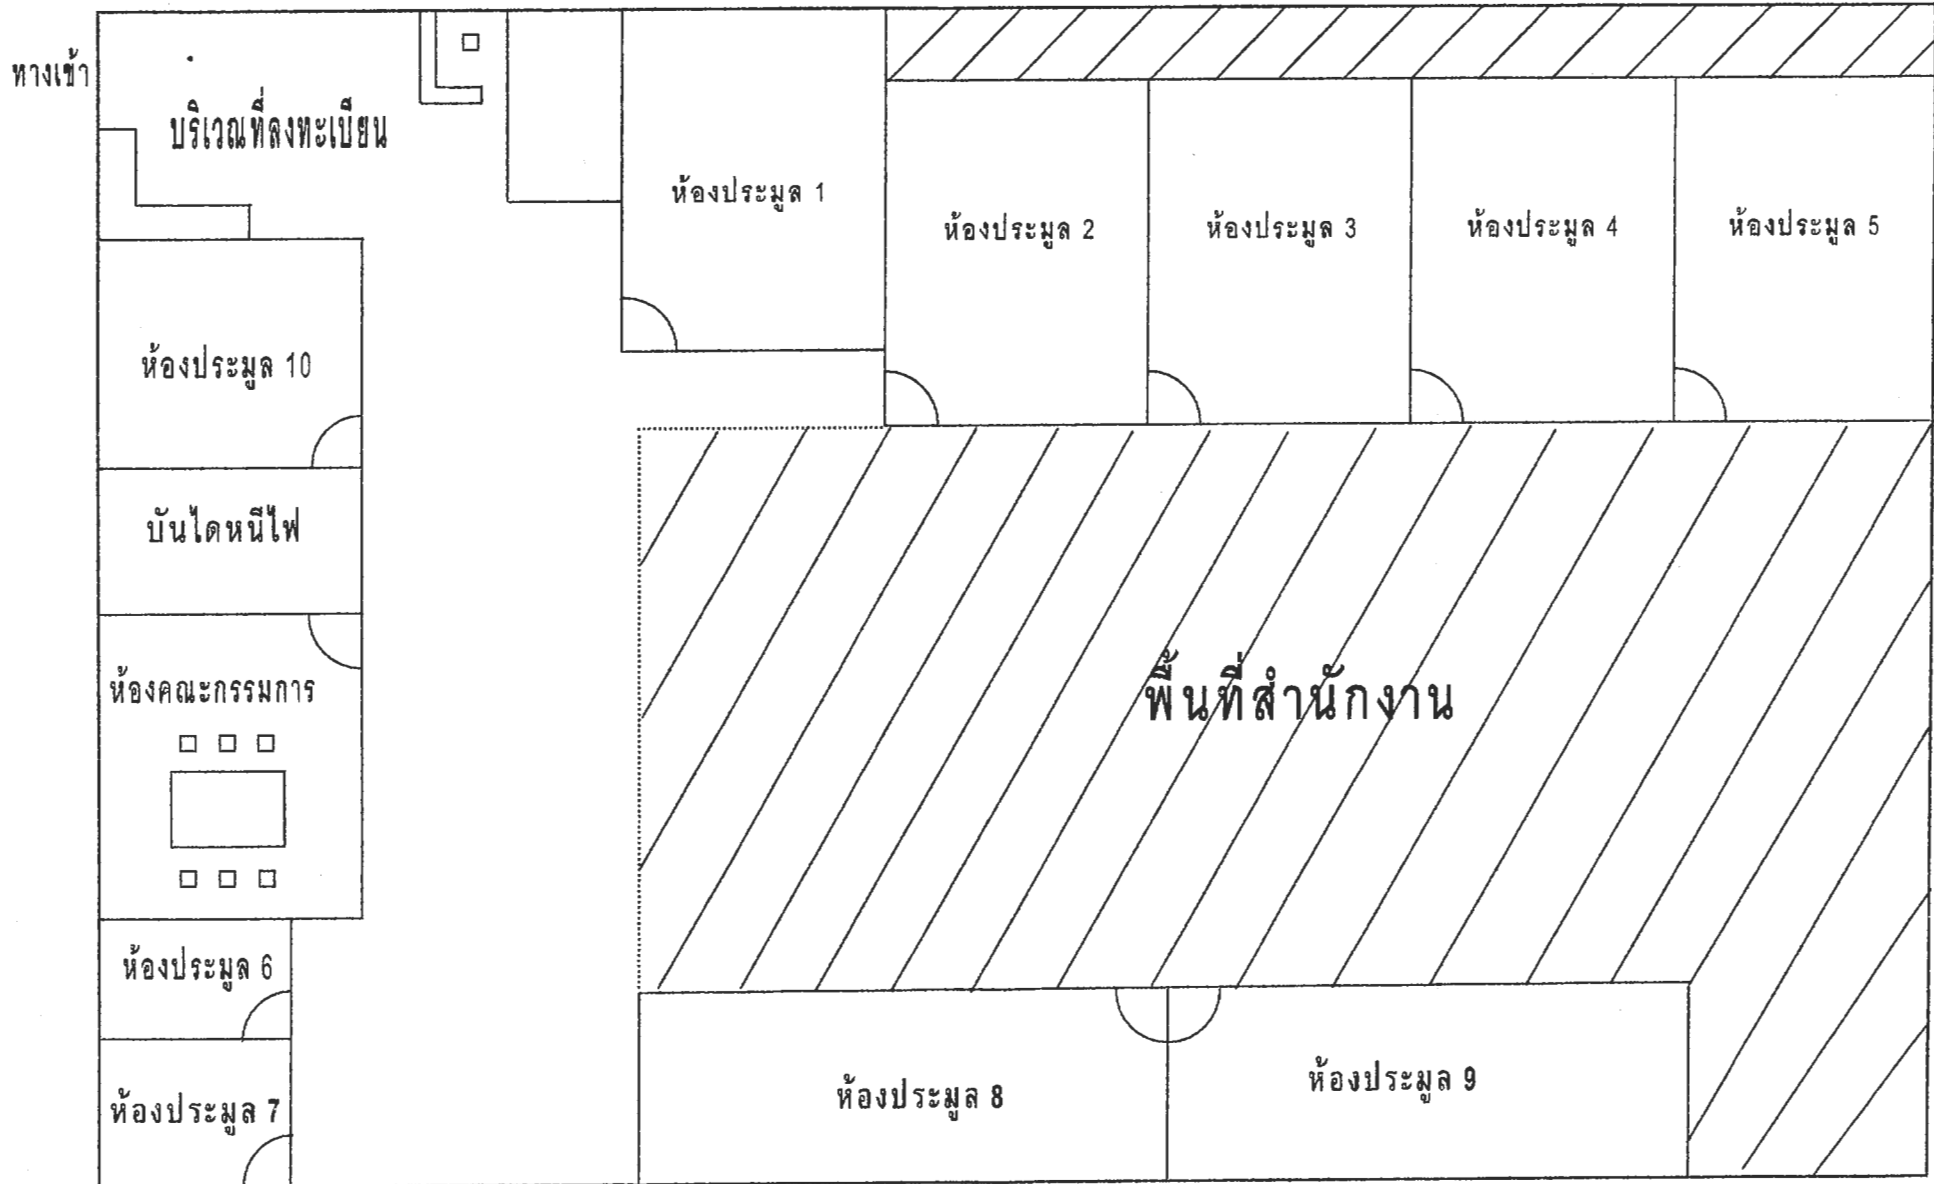 ทางเข้า
บริเวณที่ลงทะเบียน
ห้องประมูล 1
ห้องประมูล 2
ห้องประมูล 3
ห้องประมูล 4
ห้องประมูล 5
ห้องประมูล 10
บันไดหนีไฟ
ห้องคณะกรรมการ
พื้นที่สำนักงาน
ห้องประมูล 6
ห้องประมูล 7
ห้องประมูล 8
ห้องประมูล 9